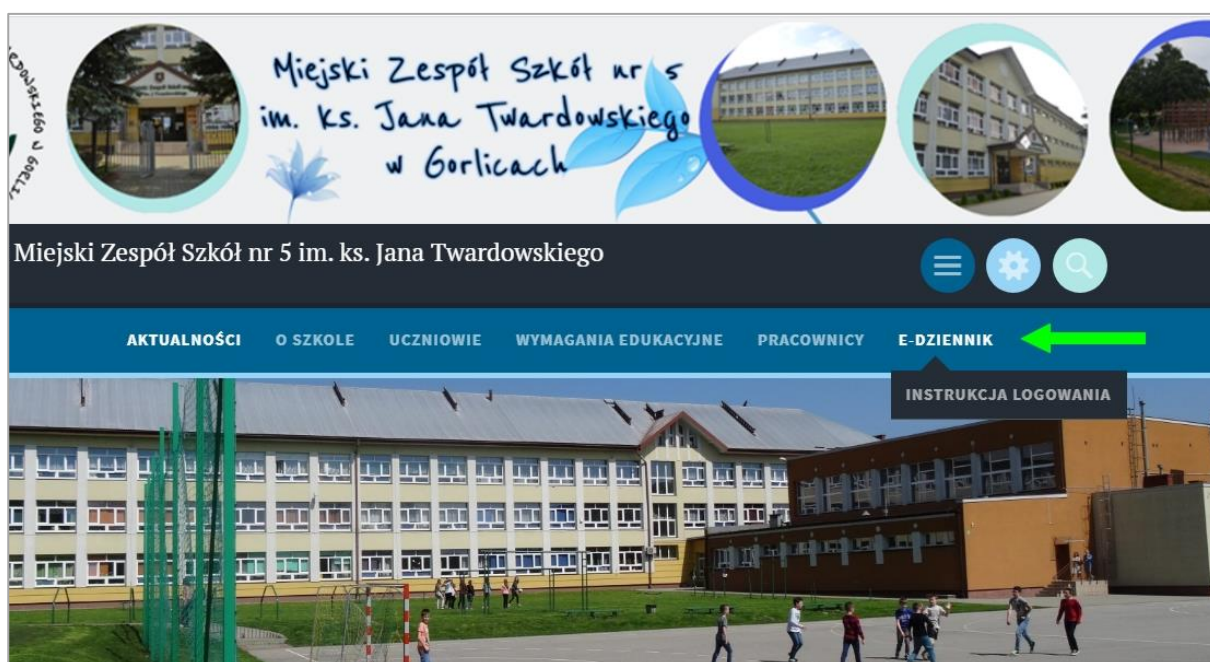 Miejski Zespół Szkół nr 5
im. ks. Jana Twardowskiego
w Gorlicach
Miejski Zespół Szkół nr 5 im. ks. Jana Twardowskiego
AKTUALNOŚCI O SZKOLE UCZNIOWIE WYMAGANIA EDUKACYJNE PRACOWNICY E-DZIENNIK
INSTRUKCJA LOGOWANIA